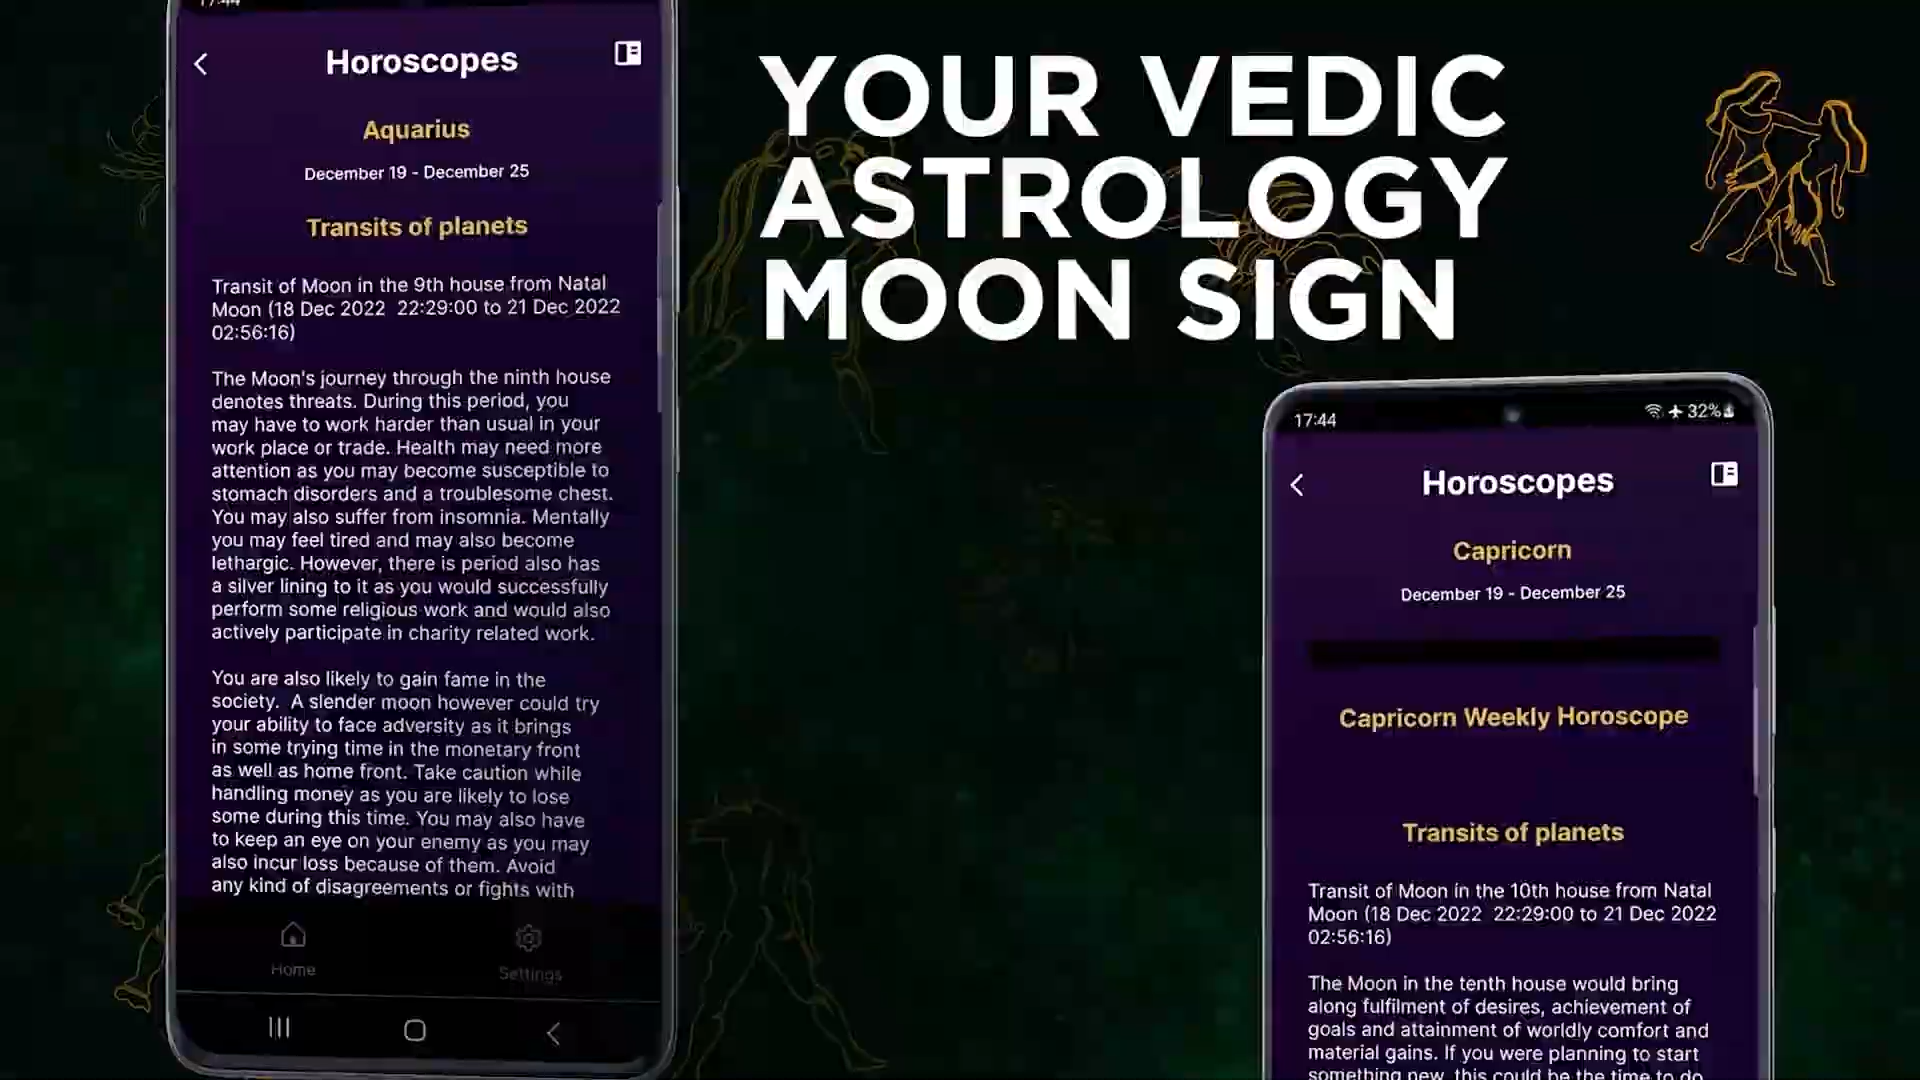 17:44
Horoscopes
Aquarius
December 19 - December 25
Transits of planets
Transit of Moon in the 9th house from Natal
Moon (18 Dec 2022  22:29:00 to 21 Dec 2022
02:56:16)
The Moon's journey through the ninth house
denotes threats. During this period, you
may have to work harder than usual in your
work place or trade. Health may need more
attention as you may become susceptible to
stomach disorders and a troublesome chest.
You may also suffer from insomnia. Mentally
you may feel tired and may also become
lethargic. However, there is period also has
a silver lining to it as you would successfully
perform some religious work and would also
actively participate in charity related work.
You are also likely to gain fame in the
society.  A slender moon however could try
your ability to face adversity as it brings
in some trying time in the monetary front
as well as home front. Take caution while
handling money as you are likely to lose
some during this time. You may also have
to keep an eye on your enemy as you may
also incur loss because of them. Avoid
any kind of disagreements or fights with
Home
Settings
YOUR VEDIC
ASTROLOGY
MOON SIGN
17:44
32%
Horoscopes
Capricorn
December 19 - December 25
Capricorn Weekly Horoscope
Transits of planets
Transit of Moon in the 10th house from Natal
Moon (18 Dec 2022  22:29:00 to 21 Dec 2022
02:56:16)
The Moon in the tenth house would bring
along fulfilment of desires, achievement of
goals and attainment of worldly comfort and
material gains. If you were planning to start
something new, this could be the time to do